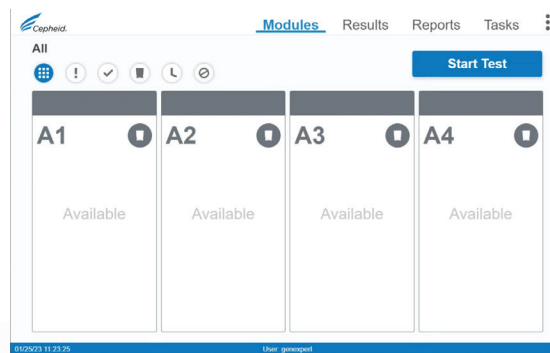 Cepheid. Modules Results Reports Tasks
All
Start Test
A1 A2 A3 A4
Available Available Available Available
01/25/23 11:23:25 User genexpert